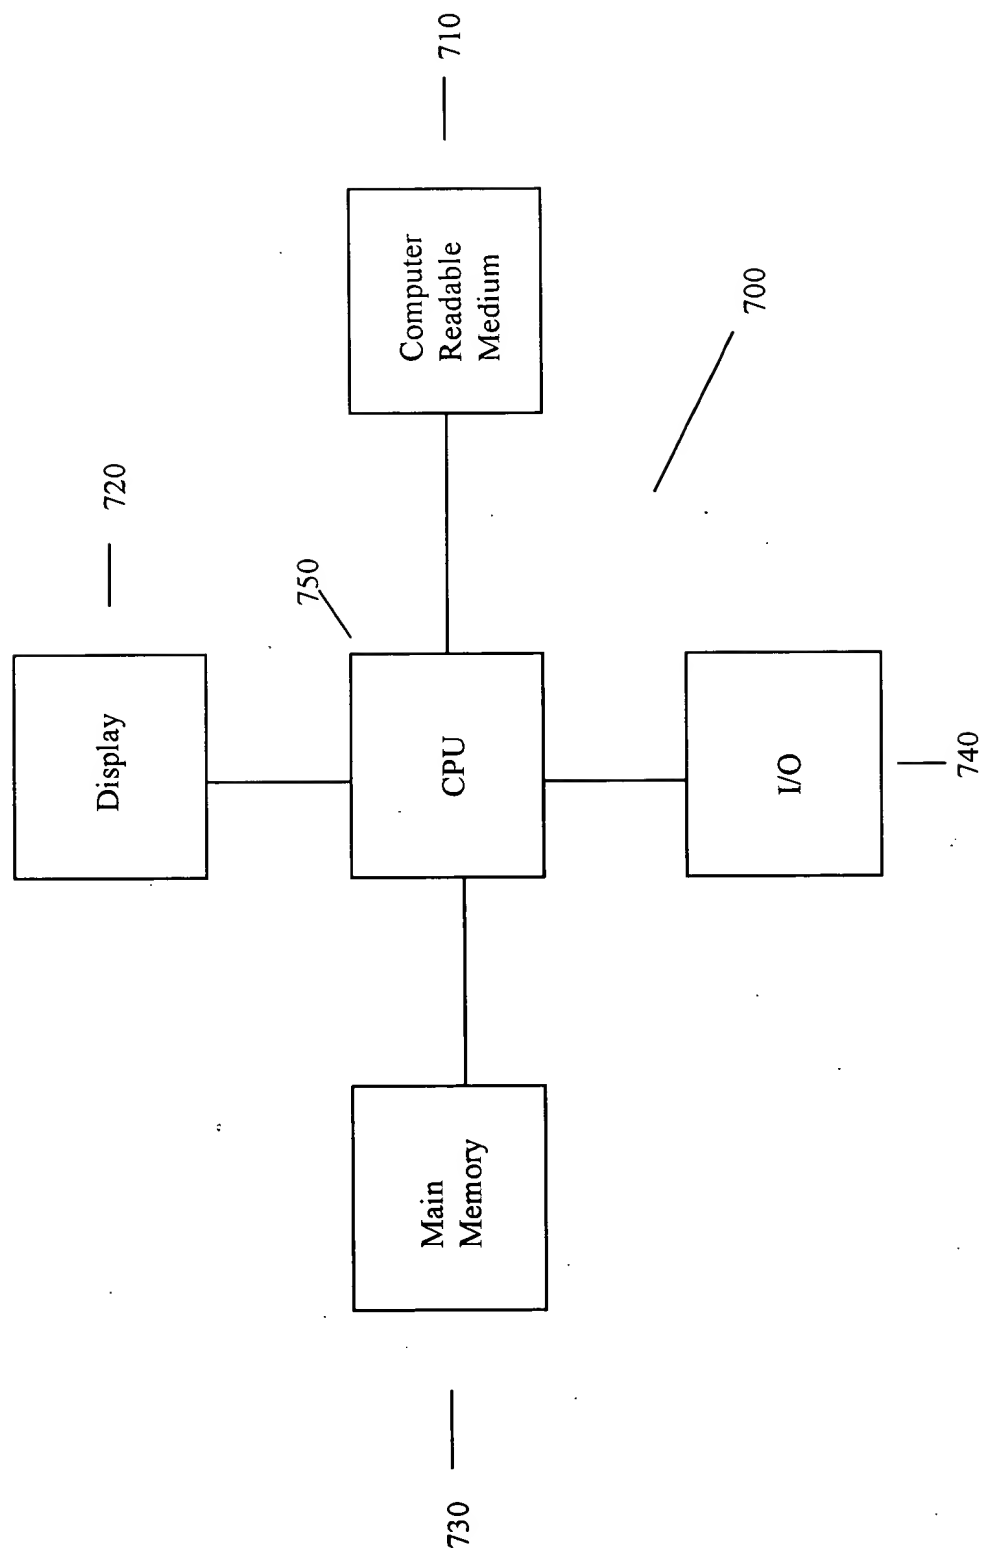 720
Display
750
CPU
I/O
740
730
Main
Memory
Computer
Readable
Medium
710
700